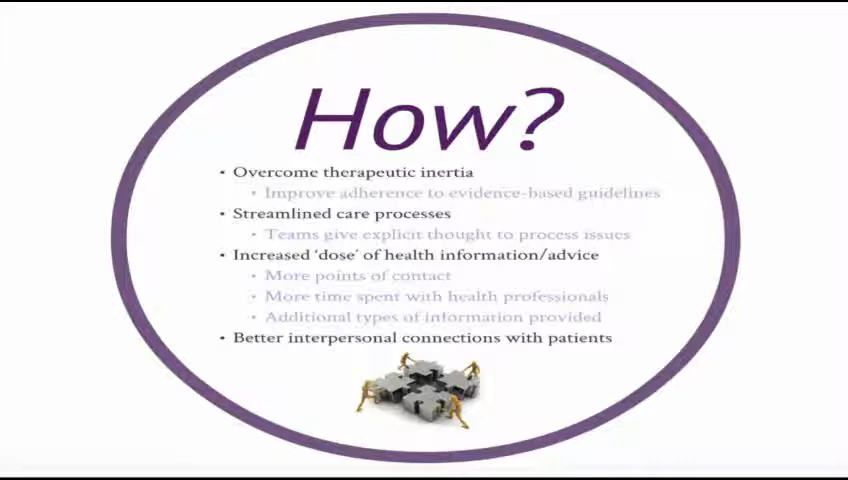 How?
• Overcome therapeutic inertia
• Improve adherence to evidence-based guidelines
• Streamlined care processes
• Teams give explicit thought to process issues
• Increased ‘dose’ of health information/advice
• More points of contact
• More time spent with health professionals
• Additional types of information provided
• Better interpersonal connections with patients